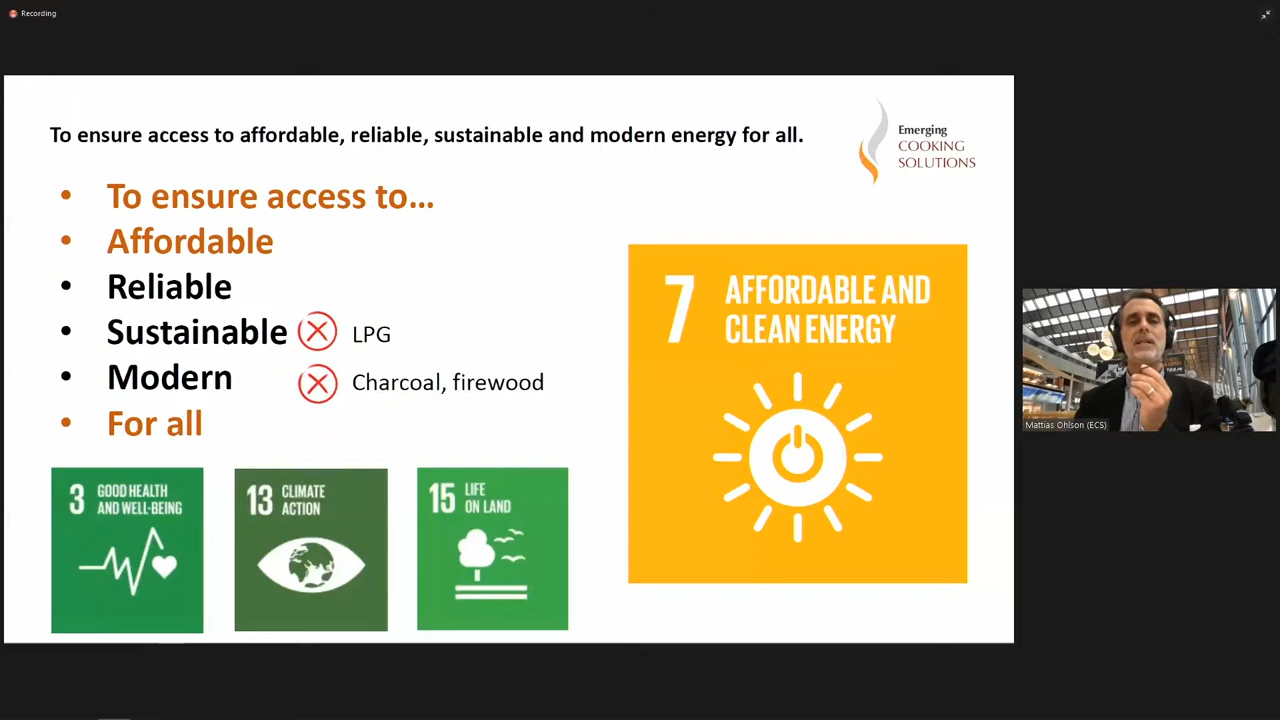 Recording
To ensure access to affordable, reliable, sustainable and modern energy for all.
Emerging
COOKING
SOLUTIONS
• To ensure access to…
• Affordable
• Reliable
• Sustainable LPG
• Modern Charcoal, firewood
• For all
7 AFFORDABLE AND
CLEAN ENERGY
3 GOOD HEALTH
AND WELL-BEING
13 CLIMATE
ACTION
15 LIFE
ON LAND
Mattias Ohlson (ECS)